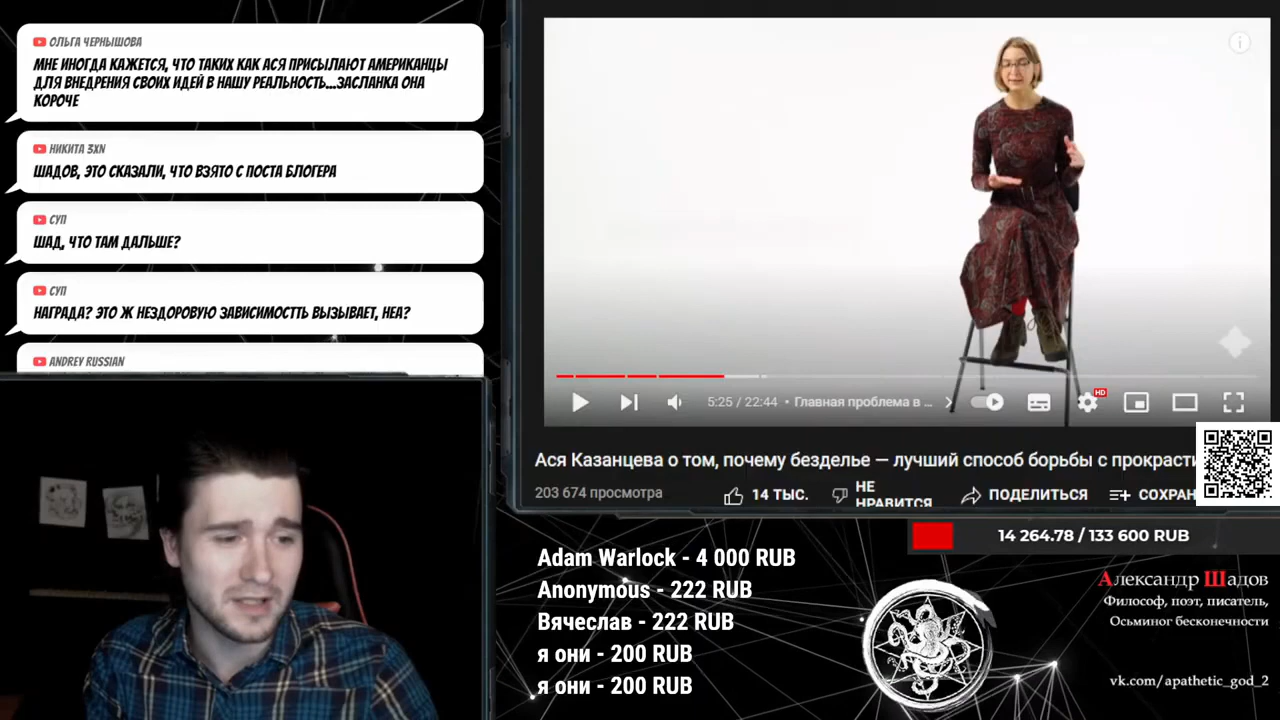 ОЛЬГА ЧЕРНЫШОВА
МНЕ ИНОГДА КАЖЕТСЯ, ЧТО ТАКИХ КАК АСЯ ПРИСЫЛАЮТ АМЕРИКАНЦЫ
ДЛЯ ВНЕДРЕНИЯ СВОИХ ИДЕЙ В НАШУ РЕАЛЬНОСТЬ...ЗАСЛАНКА ОНА
КОРОЧЕ
НИКИТА 3XN
ШАДОВ, ЭТО СКАЗАЛИ, ЧТО ВЗЯТО С ПОСТА БЛОГЕРА
СУП
ШАД, ЧТО ТАМ ДАЛЬШЕ?
СУП
НАГРАДА? ЭТО Ж НЕЗДОРОВУЮ ЗАВИСИМОСТТЬ ВЫЗЫВАЕТ, НЕА?
ANDREY RUSSIAN
5:25 / 22:44 • Главная проблема в ...
HD
Ася Казанцева о том, почему безделье — лучший способ борьбы с прокрасти
203 674 просмотра
14 ТЫС.
НЕ НРАВИТСЯ
ПОДЕЛИТЬСЯ
СОХРАН
14 264.78 / 133 600 RUB
Adam Warlock - 4 000 RUB
Anonymous - 222 RUB
Вячеслав - 222 RUB
я они - 200 RUB
я они - 200 RUB
Александр Шадов
Философ, поэт, писатель,
Осьминог бесконечности
vk.com/apathetic_god_2